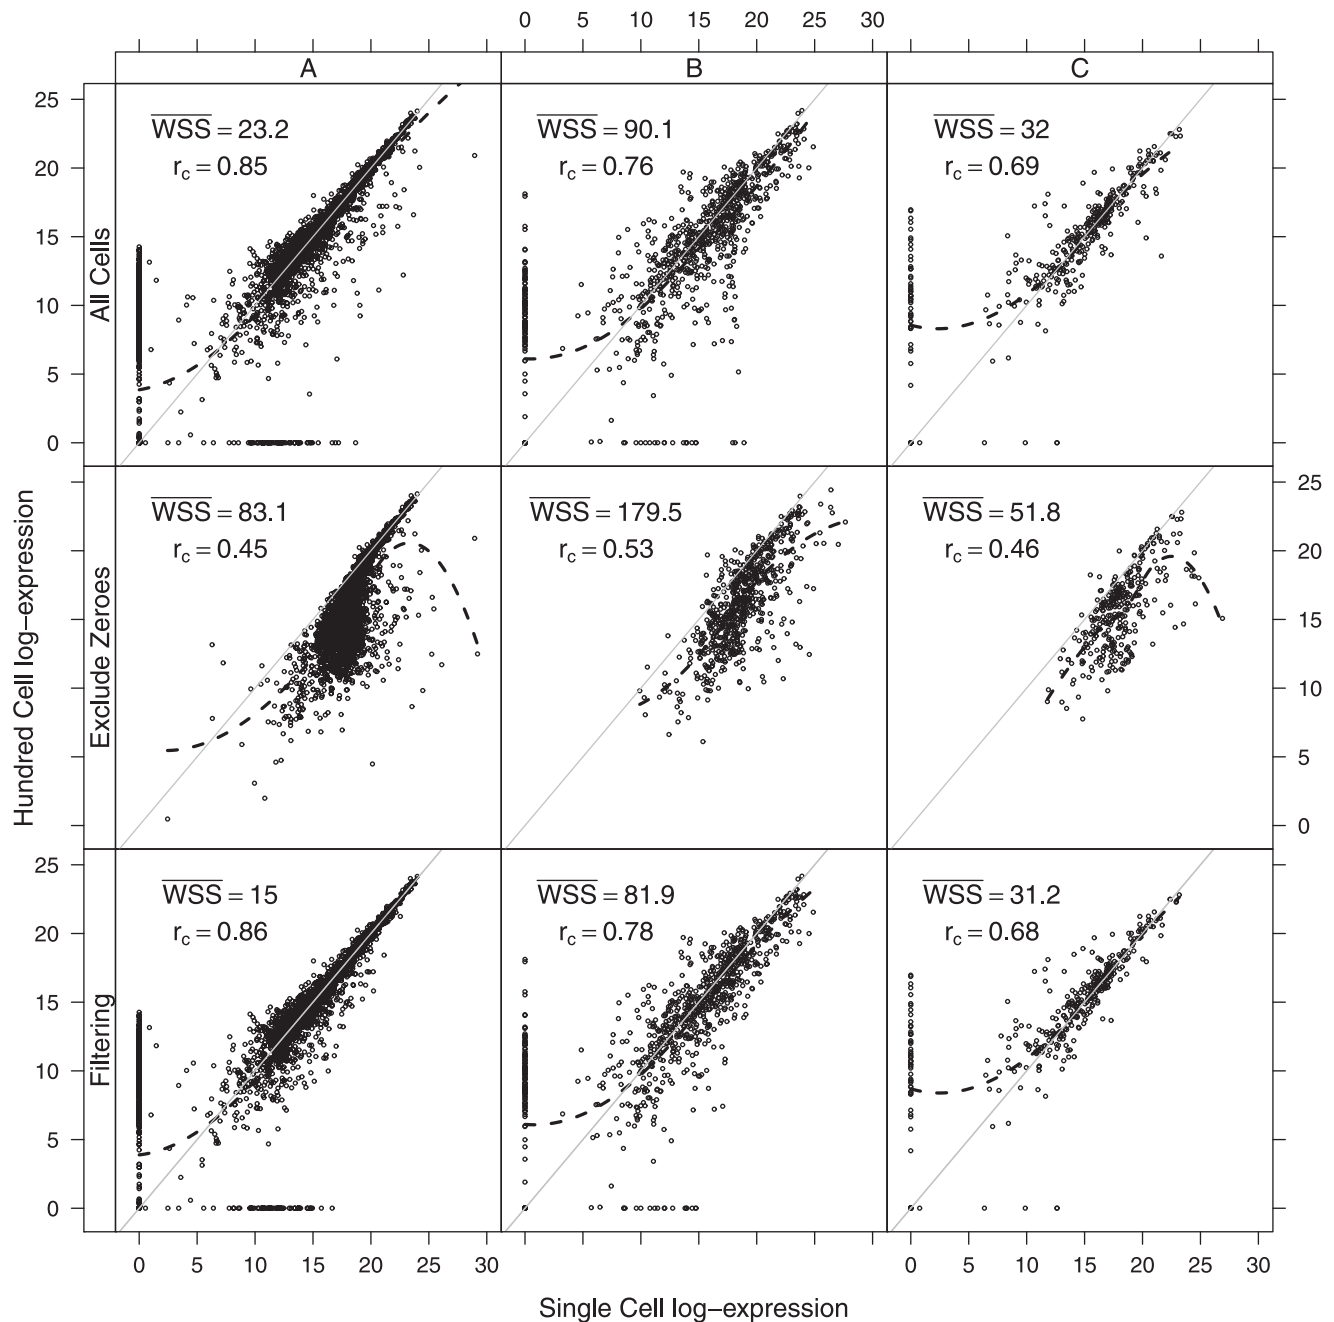 0 5 10 15 20 25 30
A B C
All Cells
25
20
15
10
5
0
WSS = 23.2
r_c = 0.85
WSS = 90.1
r_c = 0.76
WSS = 32
r_c = 0.69
Hundred Cell log−expression
Exclude Zeroes
WSS = 83.1
r_c = 0.45
WSS = 179.5
r_c = 0.53
WSS = 51.8
r_c = 0.46
25
20
15
10
5
0
Filtering
25
20
15
10
5
0
WSS = 15
r_c = 0.86
WSS = 81.9
r_c = 0.78
WSS = 31.2
r_c = 0.68
0 5 10 15 20 25 30 0 5 10 15 20 25 30
Single Cell log−expression